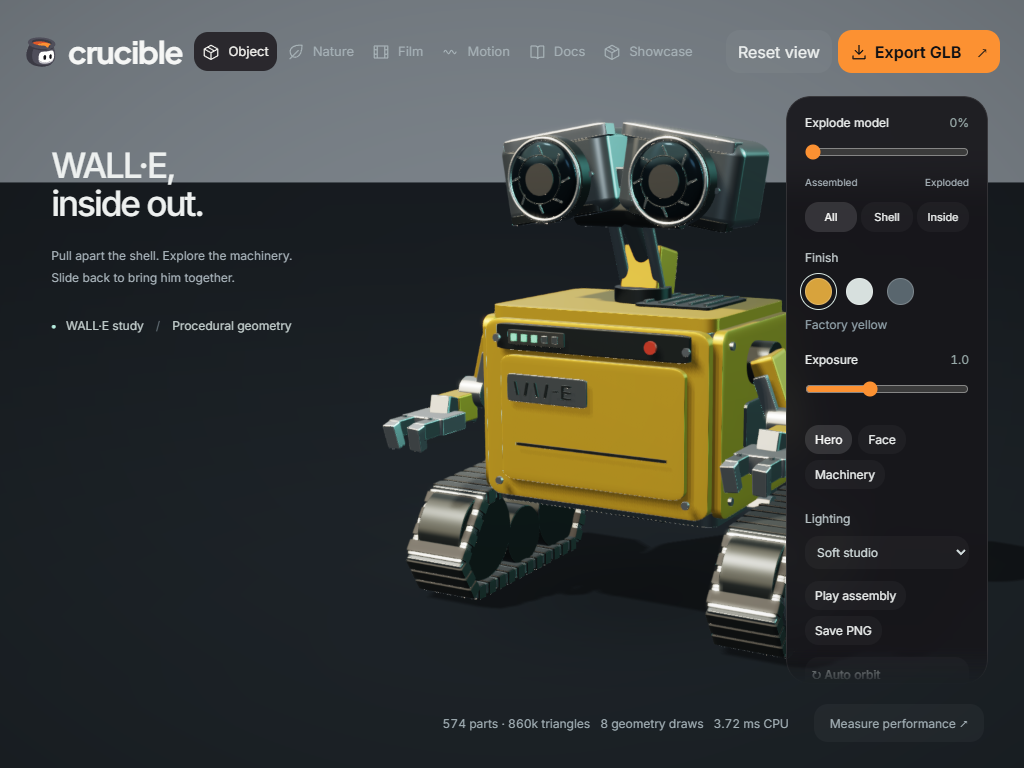 crucible
Object Nature Film Motion Docs Showcase
Reset view
Export GLB ↗
WALL·E,
inside out.
Pull apart the shell. Explore the machinery.
Slide back to bring him together.
• WALL·E study / Procedural geometry
Explode model 0%
Assembled Exploded
All Shell Inside
Finish
Factory yellow
Exposure 1.0
Hero Face
Machinery
Lighting
Soft studio
Play assembly
Save PNG
↻ Auto orbit
574 parts · 860k triangles 8 geometry draws 3.72 ms CPU
Measure performance ↗